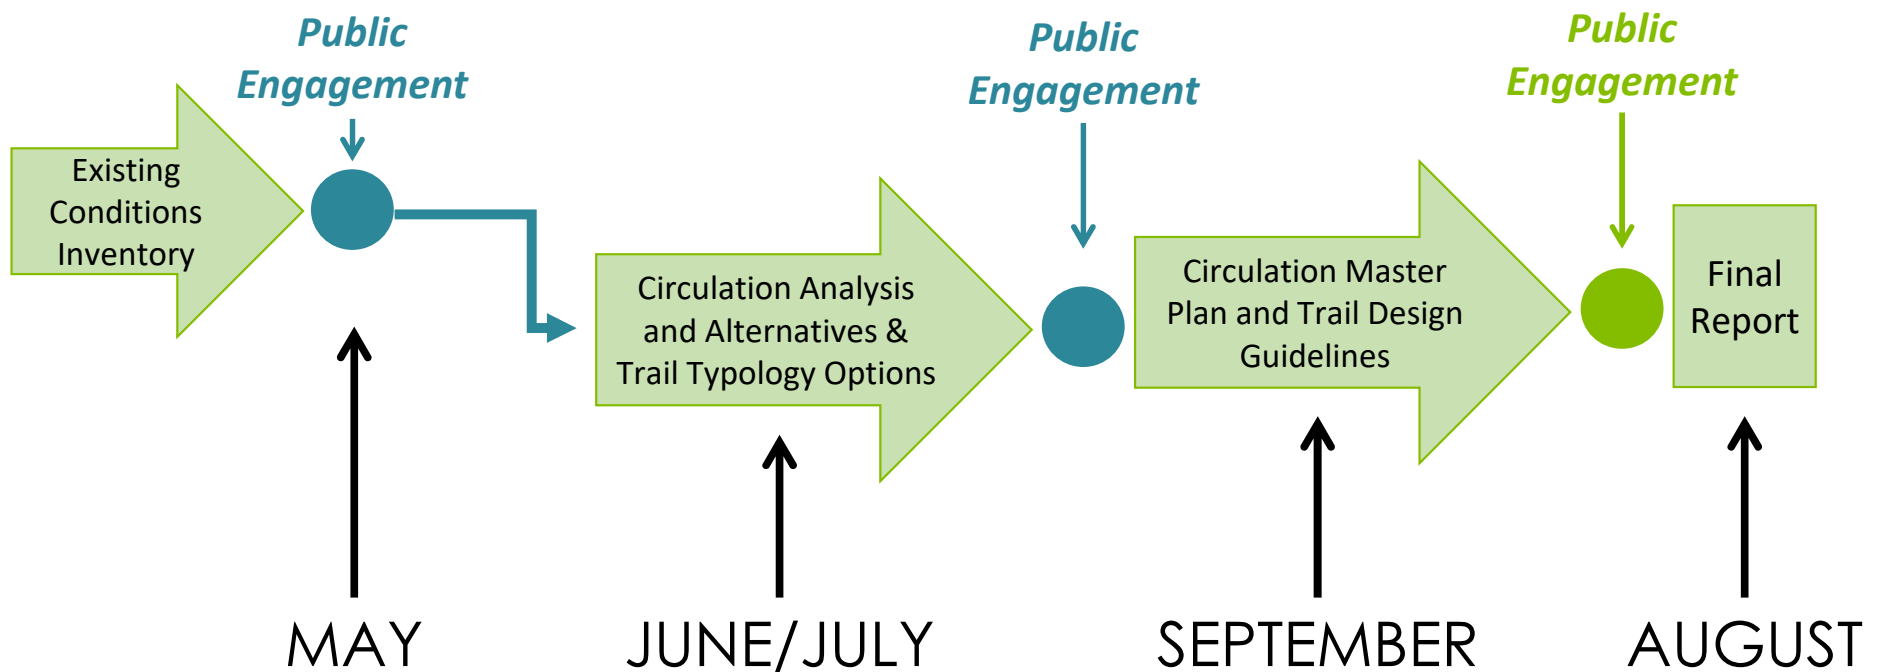 Public
Engagement
Public
Engagement
Public
Engagement
Existing
Conditions
Inventory
Circulation Analysis
and Alternatives &
Trail Typology Options
Circulation Master
Plan and Trail Design
Guidelines
Final
Report
MAY
JUNE/JULY
SEPTEMBER
AUGUST